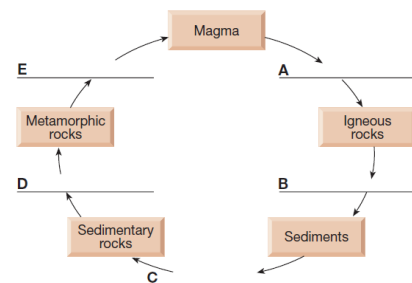 Magma
E
A
Metamorphic
rocks
Igneous
rocks
D
B
Sedimentary
rocks
Sediments
C